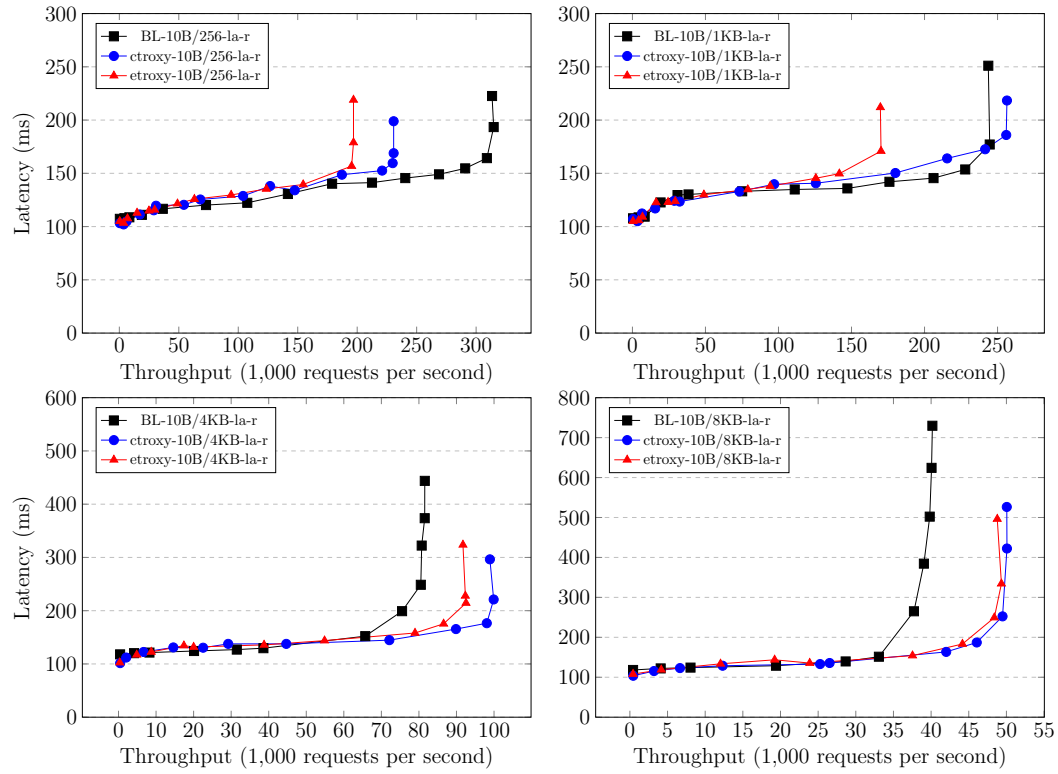 300
250
200
150
100
50
0
Latency (ms)
BL-10B/256-la-r
ctroxy-10B/256-la-r
etroxy-10B/256-la-r
0 50 100 150 200 250 300
Throughput (1,000 requests per second)
300
250
200
150
100
50
0
BL-10B/1KB-la-r
ctroxy-10B/1KB-la-r
etroxy-10B/1KB-la-r
0 50 100 150 200 250
Throughput (1,000 requests per second)
600
500
400
300
200
100
0
Latency (ms)
BL-10B/4KB-la-r
ctroxy-10B/4KB-la-r
etroxy-10B/4KB-la-r
0 10 20 30 40 50 60 70 80 90 100
Throughput (1,000 requests per second)
800
700
600
500
400
300
200
100
0
BL-10B/8KB-la-r
ctroxy-10B/8KB-la-r
etroxy-10B/8KB-la-r
0 5 10 15 20 25 30 35 40 45 50 55
Throughput (1,000 requests per second)